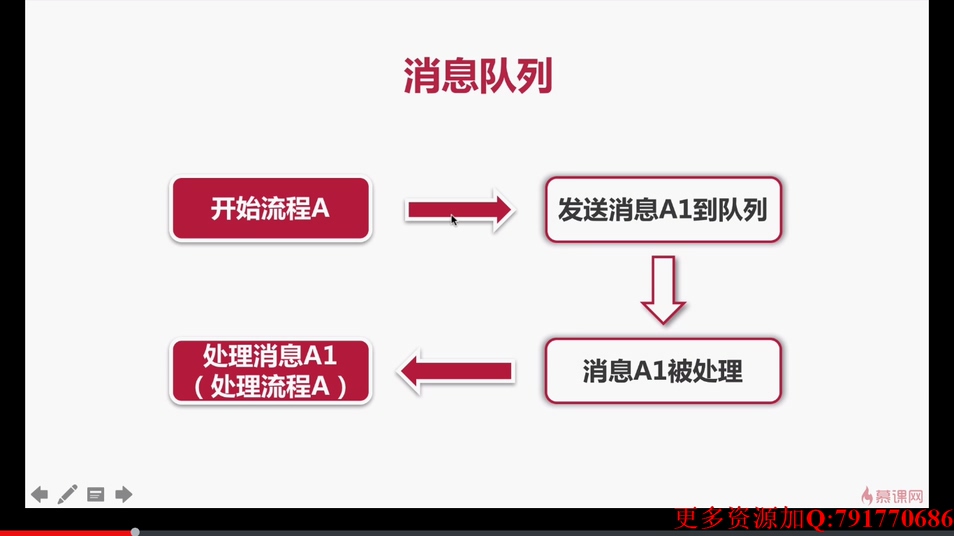 消息队列
开始流程A
发送消息A1到队列
消息A1被处理
处理消息A1
（处理流程A）
慕课网
更多资源加Q:791770686